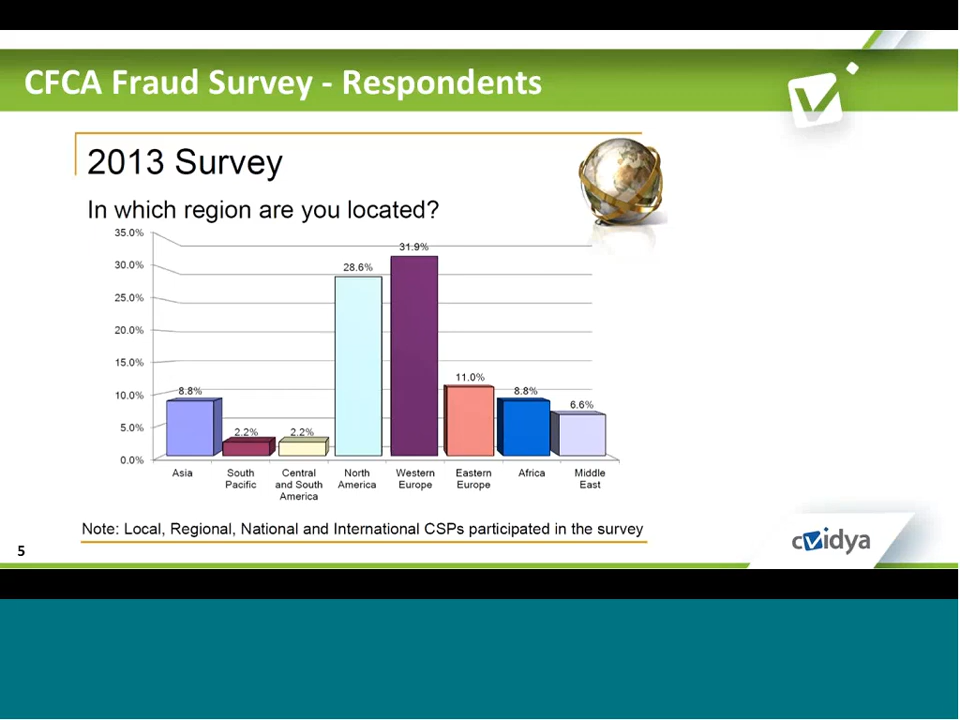 CFCA Fraud Survey - Respondents
2013 Survey
In which region are you located?
35.0%
30.0%
25.0%
20.0%
15.0%
10.0%
5.0%
0.0%
8.8%
2.2%
2.2%
28.6%
31.9%
11.0%
8.8%
6.6%
Asia
South
Pacific
Central
and South
America
North
America
Western
Europe
Eastern
Europe
Africa
Middle
East
Note: Local, Regional, National and International CSPs participated in the survey
5
cvidya